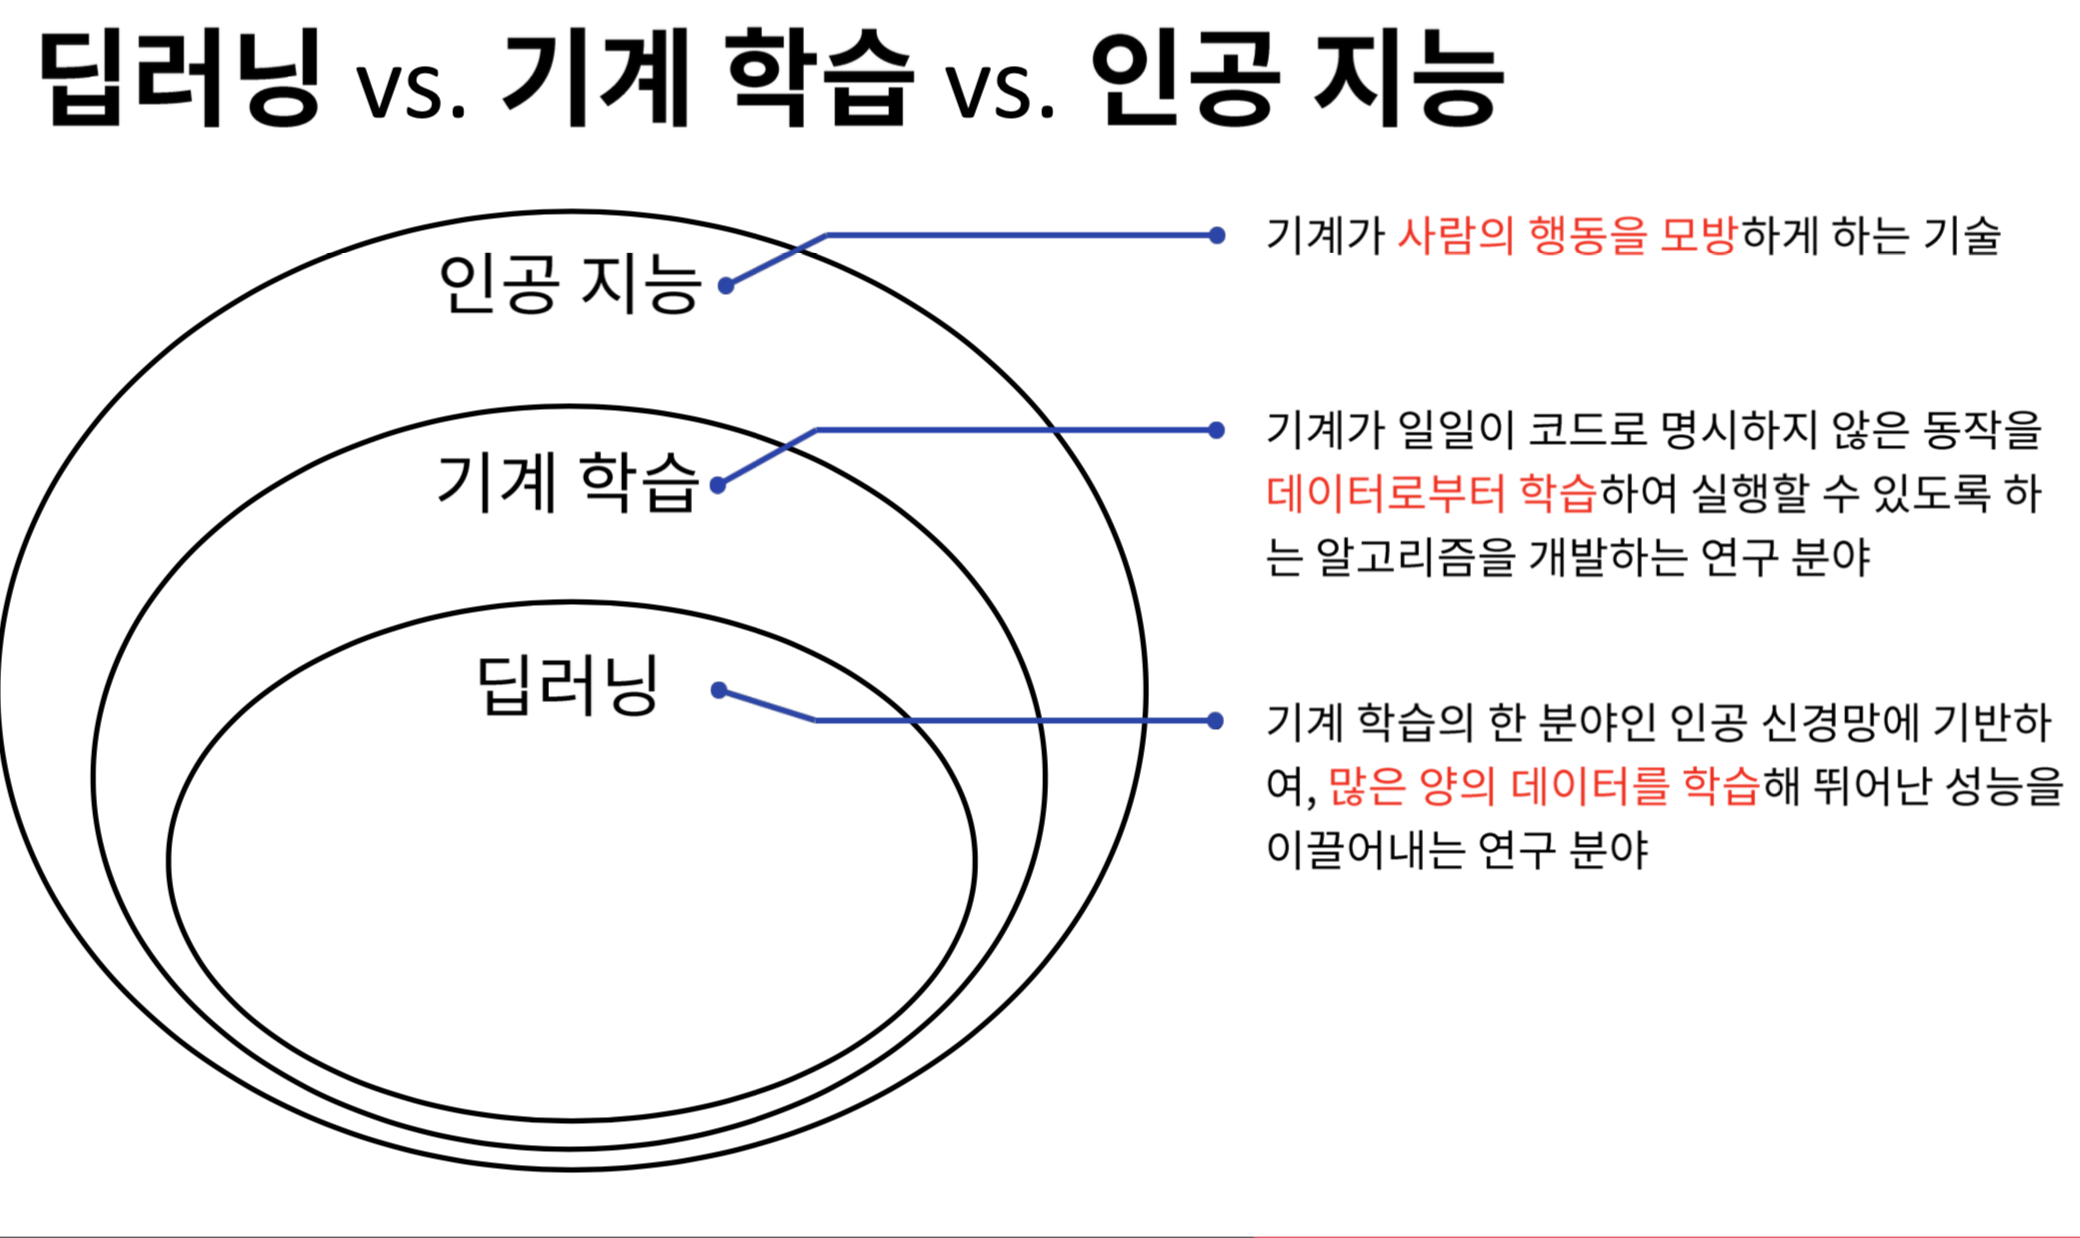 딥러닝 vs. 기계 학습 vs. 인공 지능
인공 지능
기계가 사람의 행동을 모방하게 하는 기술
기계 학습
기계가 일일이 코드로 명시하지 않은 동작을
데이터로부터 학습하여 실행할 수 있도록 하
는 알고리즘을 개발하는 연구 분야
딥러닝
기계 학습의 한 분야인 인공 신경망에 기반하
여, 많은 양의 데이터를 학습해 뛰어난 성능을
이끌어내는 연구 분야